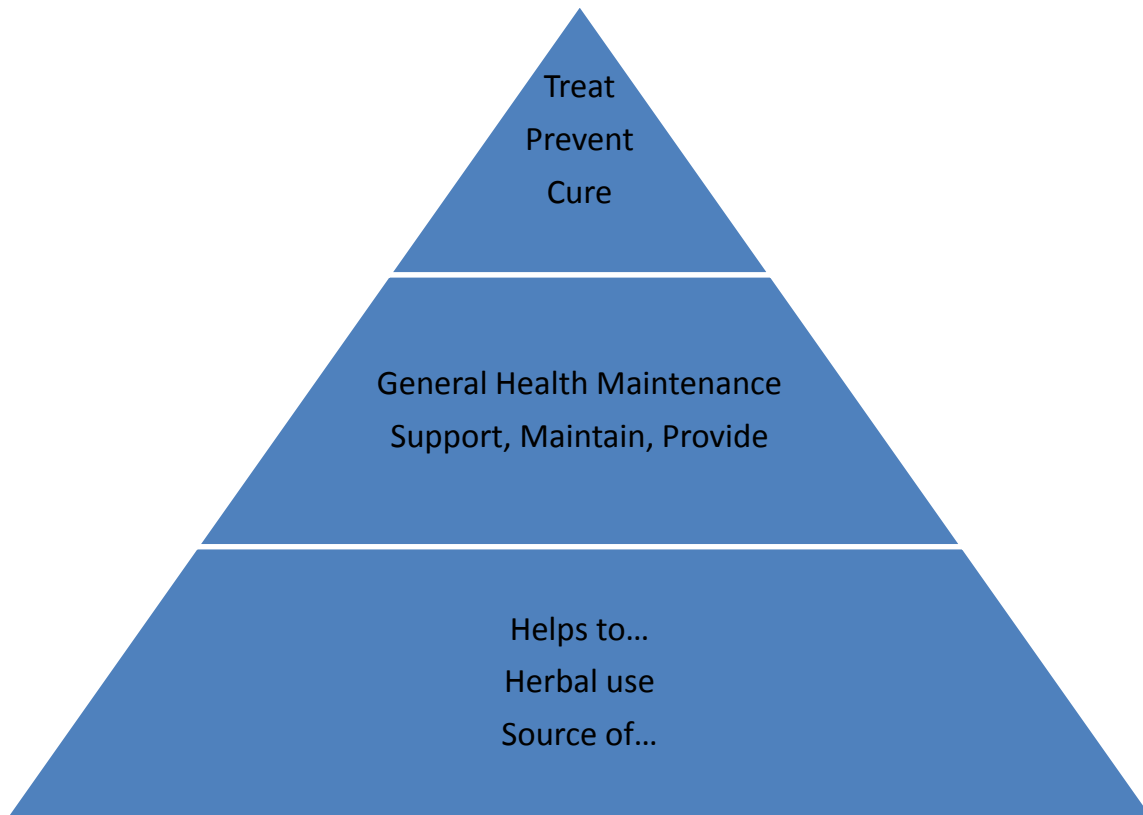 Treat
Prevent
Cure
General Health Maintenance
Support, Maintain, Provide
Helps to…
Herbal use
Source of…